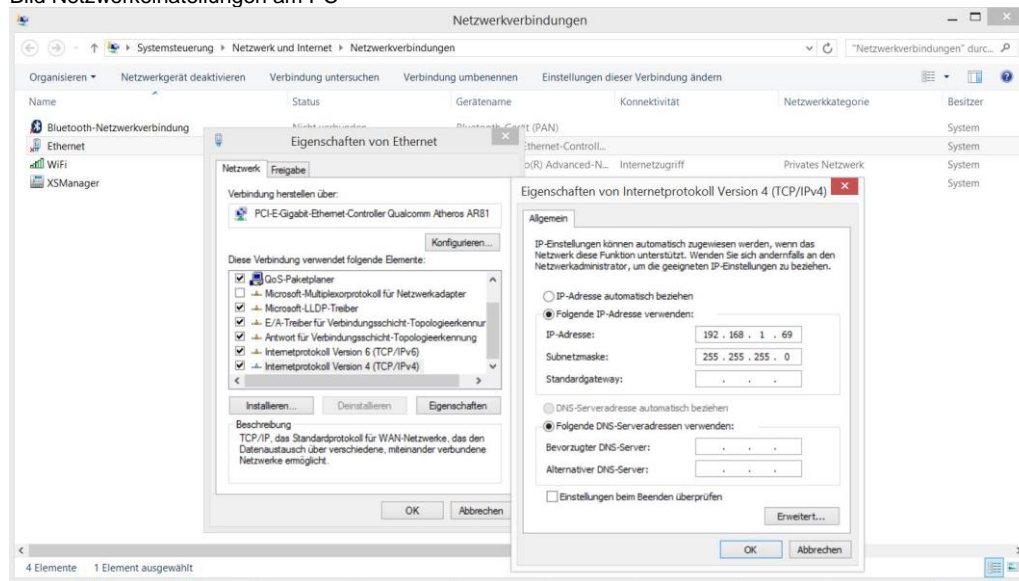 Bild Netzwerkeinstellungen am PC
Netzwerkverbindungen
Systemsteuerung Netzwerk und Internet Netzwerkverbindungen
"Netzwerkverbindungen" durc...
Organisieren Netzwerkgerät deaktivieren Verbindung untersuchen Verbindung umbenennen Einstellungen dieser Verbindung ändern
Name Status Gerätename Konnektivität Netzwerkkategorie Besitzer
Bluetooth-Netzwerkverbindung Nicht verbunden Bluetooth-Gerät (PAN) System
Ethernet Ethernet-Controll... System
WiFi o(R) Advanced-N... Internetzugriff Privates Netzwerk System
XSManager System
Eigenschaften von Ethernet
Netzwerk Freigabe
Verbindung herstellen über:
PCI-E-Gigabit-Ethernet-Controller Qualcomm Atheros AR81
Konfigurieren...
Diese Verbindung verwendet folgende Elemente:
QoS-Paketplaner
Microsoft-Multiplexorprotokoll für Netzwerkadapter
Microsoft-LLDP-Treiber
E/A-Treiber für Verbindungsschicht-Topologieerkennur
Antwort für Verbindungsschicht-Topologieerkennung
Internetprotokoll Version 6 (TCP/IPv6)
Internetprotokoll Version 4 (TCP/IPv4)
Installieren... Deinstallieren Eigenschaften
Beschreibung
TCP/IP, das Standardprotokoll für WAN-Netzwerke, das den
Datenaustausch über verschiedene, miteinander verbundene
Netzwerke ermöglicht.
OK Abbrechen
Eigenschaften von Internetprotokoll Version 4 (TCP/IPv4)
Allgemein
IP-Einstellungen können automatisch zugewiesen werden, wenn das
Netzwerk diese Funktion unterstützt. Wenden Sie sich andernfalls an den
Netzwerkadministrator, um die geeigneten IP-Einstellungen zu beziehen.
IP-Adresse automatisch beziehen
Folgende IP-Adresse verwenden:
IP-Adresse: 192 . 168 . 1 . 69
Subnetzmaske: 255 . 255 . 255 . 0
Standardgateway: . . .
DNS-Serveradresse automatisch beziehen
Folgende DNS-Serveradressen verwenden:
Bevorzugter DNS-Server: . . .
Alternativer DNS-Server: . . .
Einstellungen beim Beenden überprüfen
Erweitert...
OK Abbrechen
4 Elemente 1 Element ausgewählt